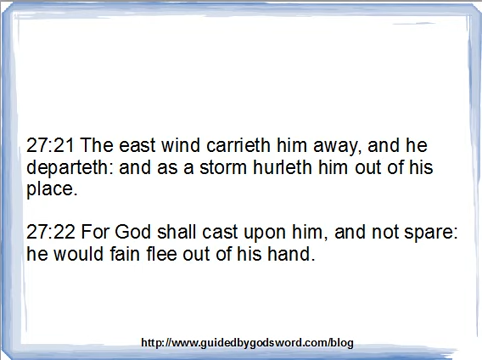 27:21 The east wind carrieth him away, and he
departeth: and as a storm hurleth him out of his
place.
27:22 For God shall cast upon him, and not spare:
he would fain flee out of his hand.
http://www.guidedbygodsword.com/blog